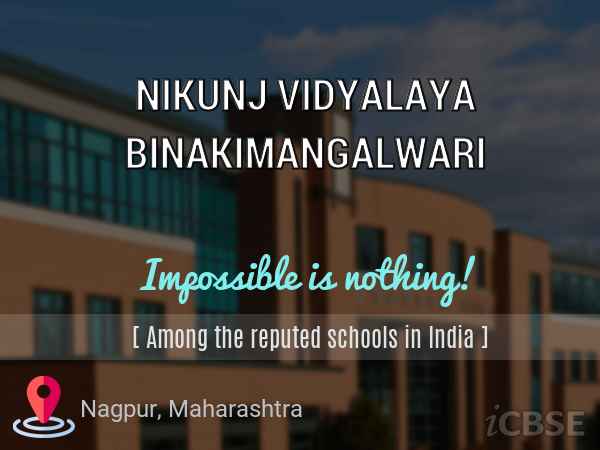 NIKUNJ VIDYALAYA
BINAKIMANGALWARI
Impossible is nothing!
[ Among the reputed schools in India ]
Nagpur, Maharashtra
iCBSE